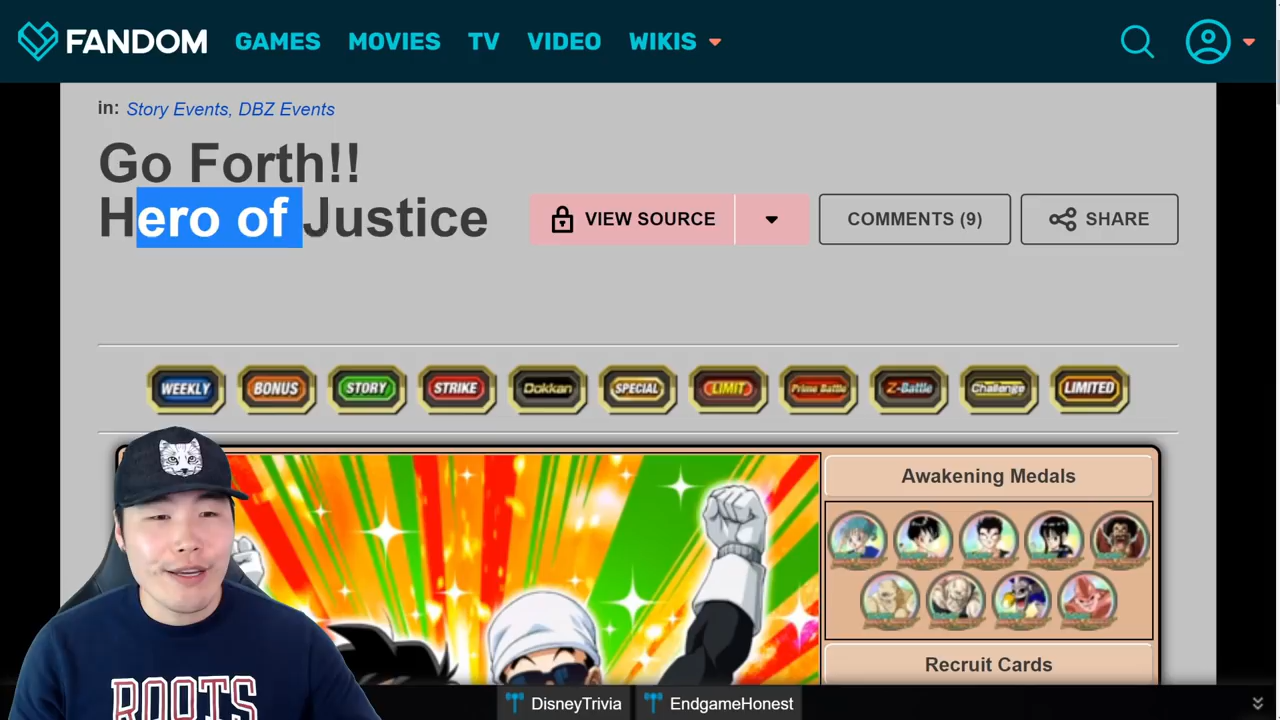 FANDOM GAMES MOVIES TV VIDEO WIKIS
in: Story Events, DBZ Events
Go Forth!!
Hero of Justice
VIEW SOURCE COMMENTS (9) SHARE
WEEKLY BONUS STORY STRIKE Dokkan SPECIAL LIMIT Prime Battle Z-Battle Challenge LIMITED
Awakening Medals
Recruit Cards
ROOTS
DisneyTrivia EndgameHonest